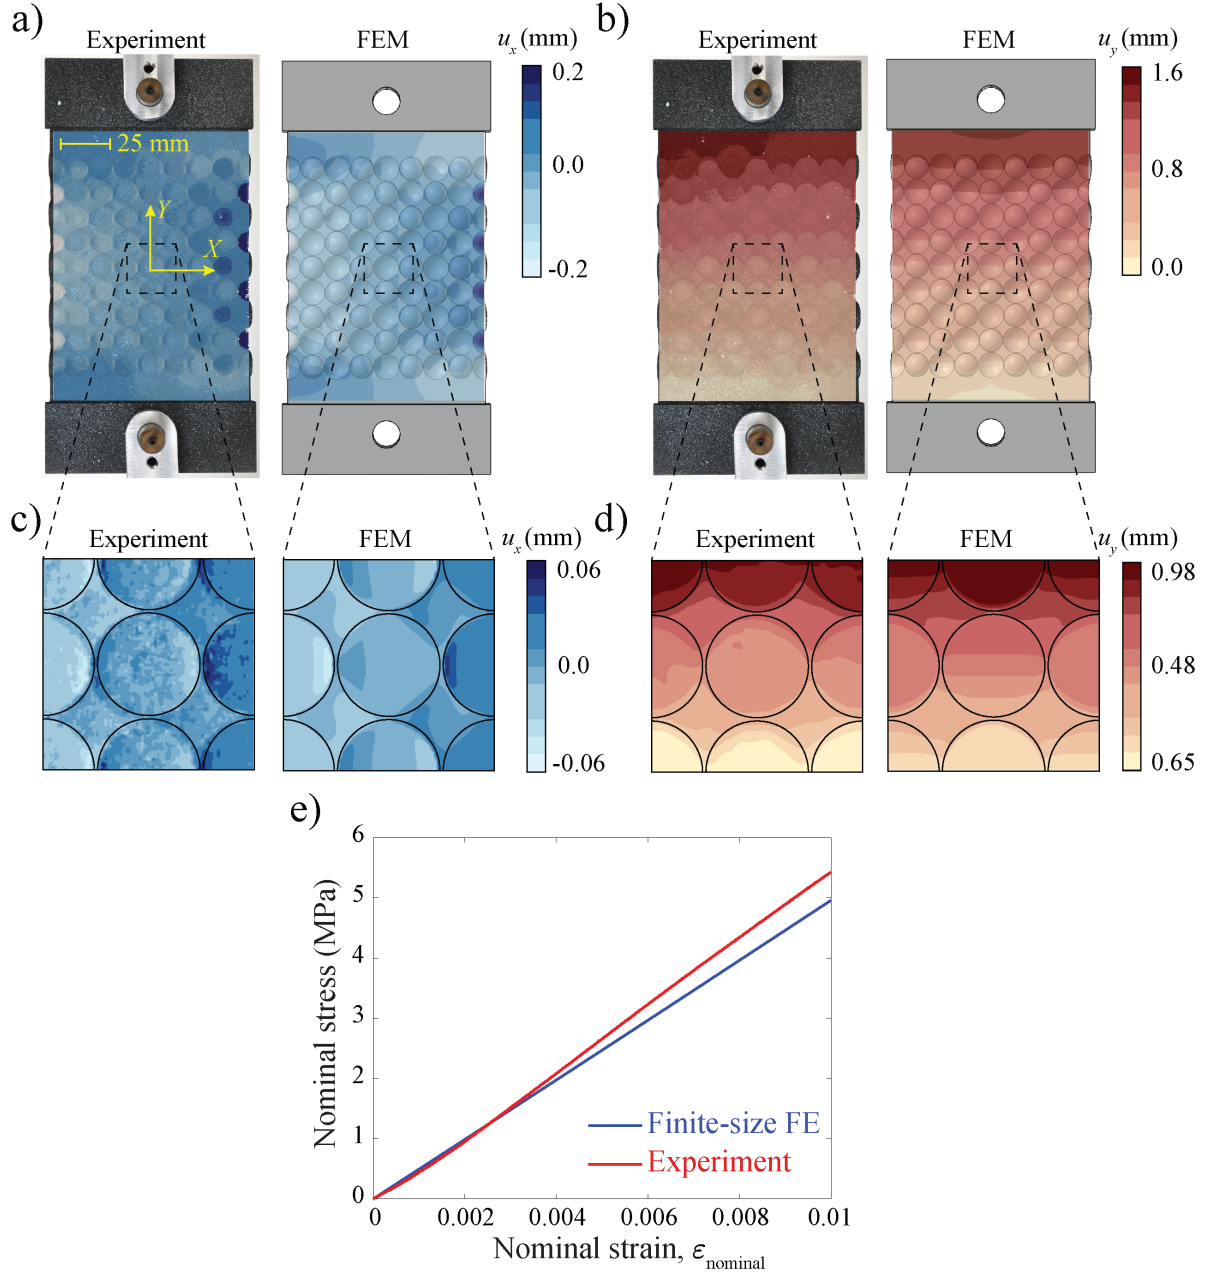 a)
Experiment
FEM
uₓ (mm)
0.2
0.0
-0.2
25 mm
Y
X
b)
Experiment
FEM
u_y (mm)
1.6
0.8
0.0
c)
Experiment
FEM
uₓ (mm)
0.06
0.0
-0.06
d)
Experiment
FEM
u_y (mm)
0.98
0.48
0.65
e)
Nominal stress (MPa)
6
5
4
3
2
1
0
Finite-size FE
Experiment
0 0.002 0.004 0.006 0.008 0.01
Nominal strain, ε_nominal